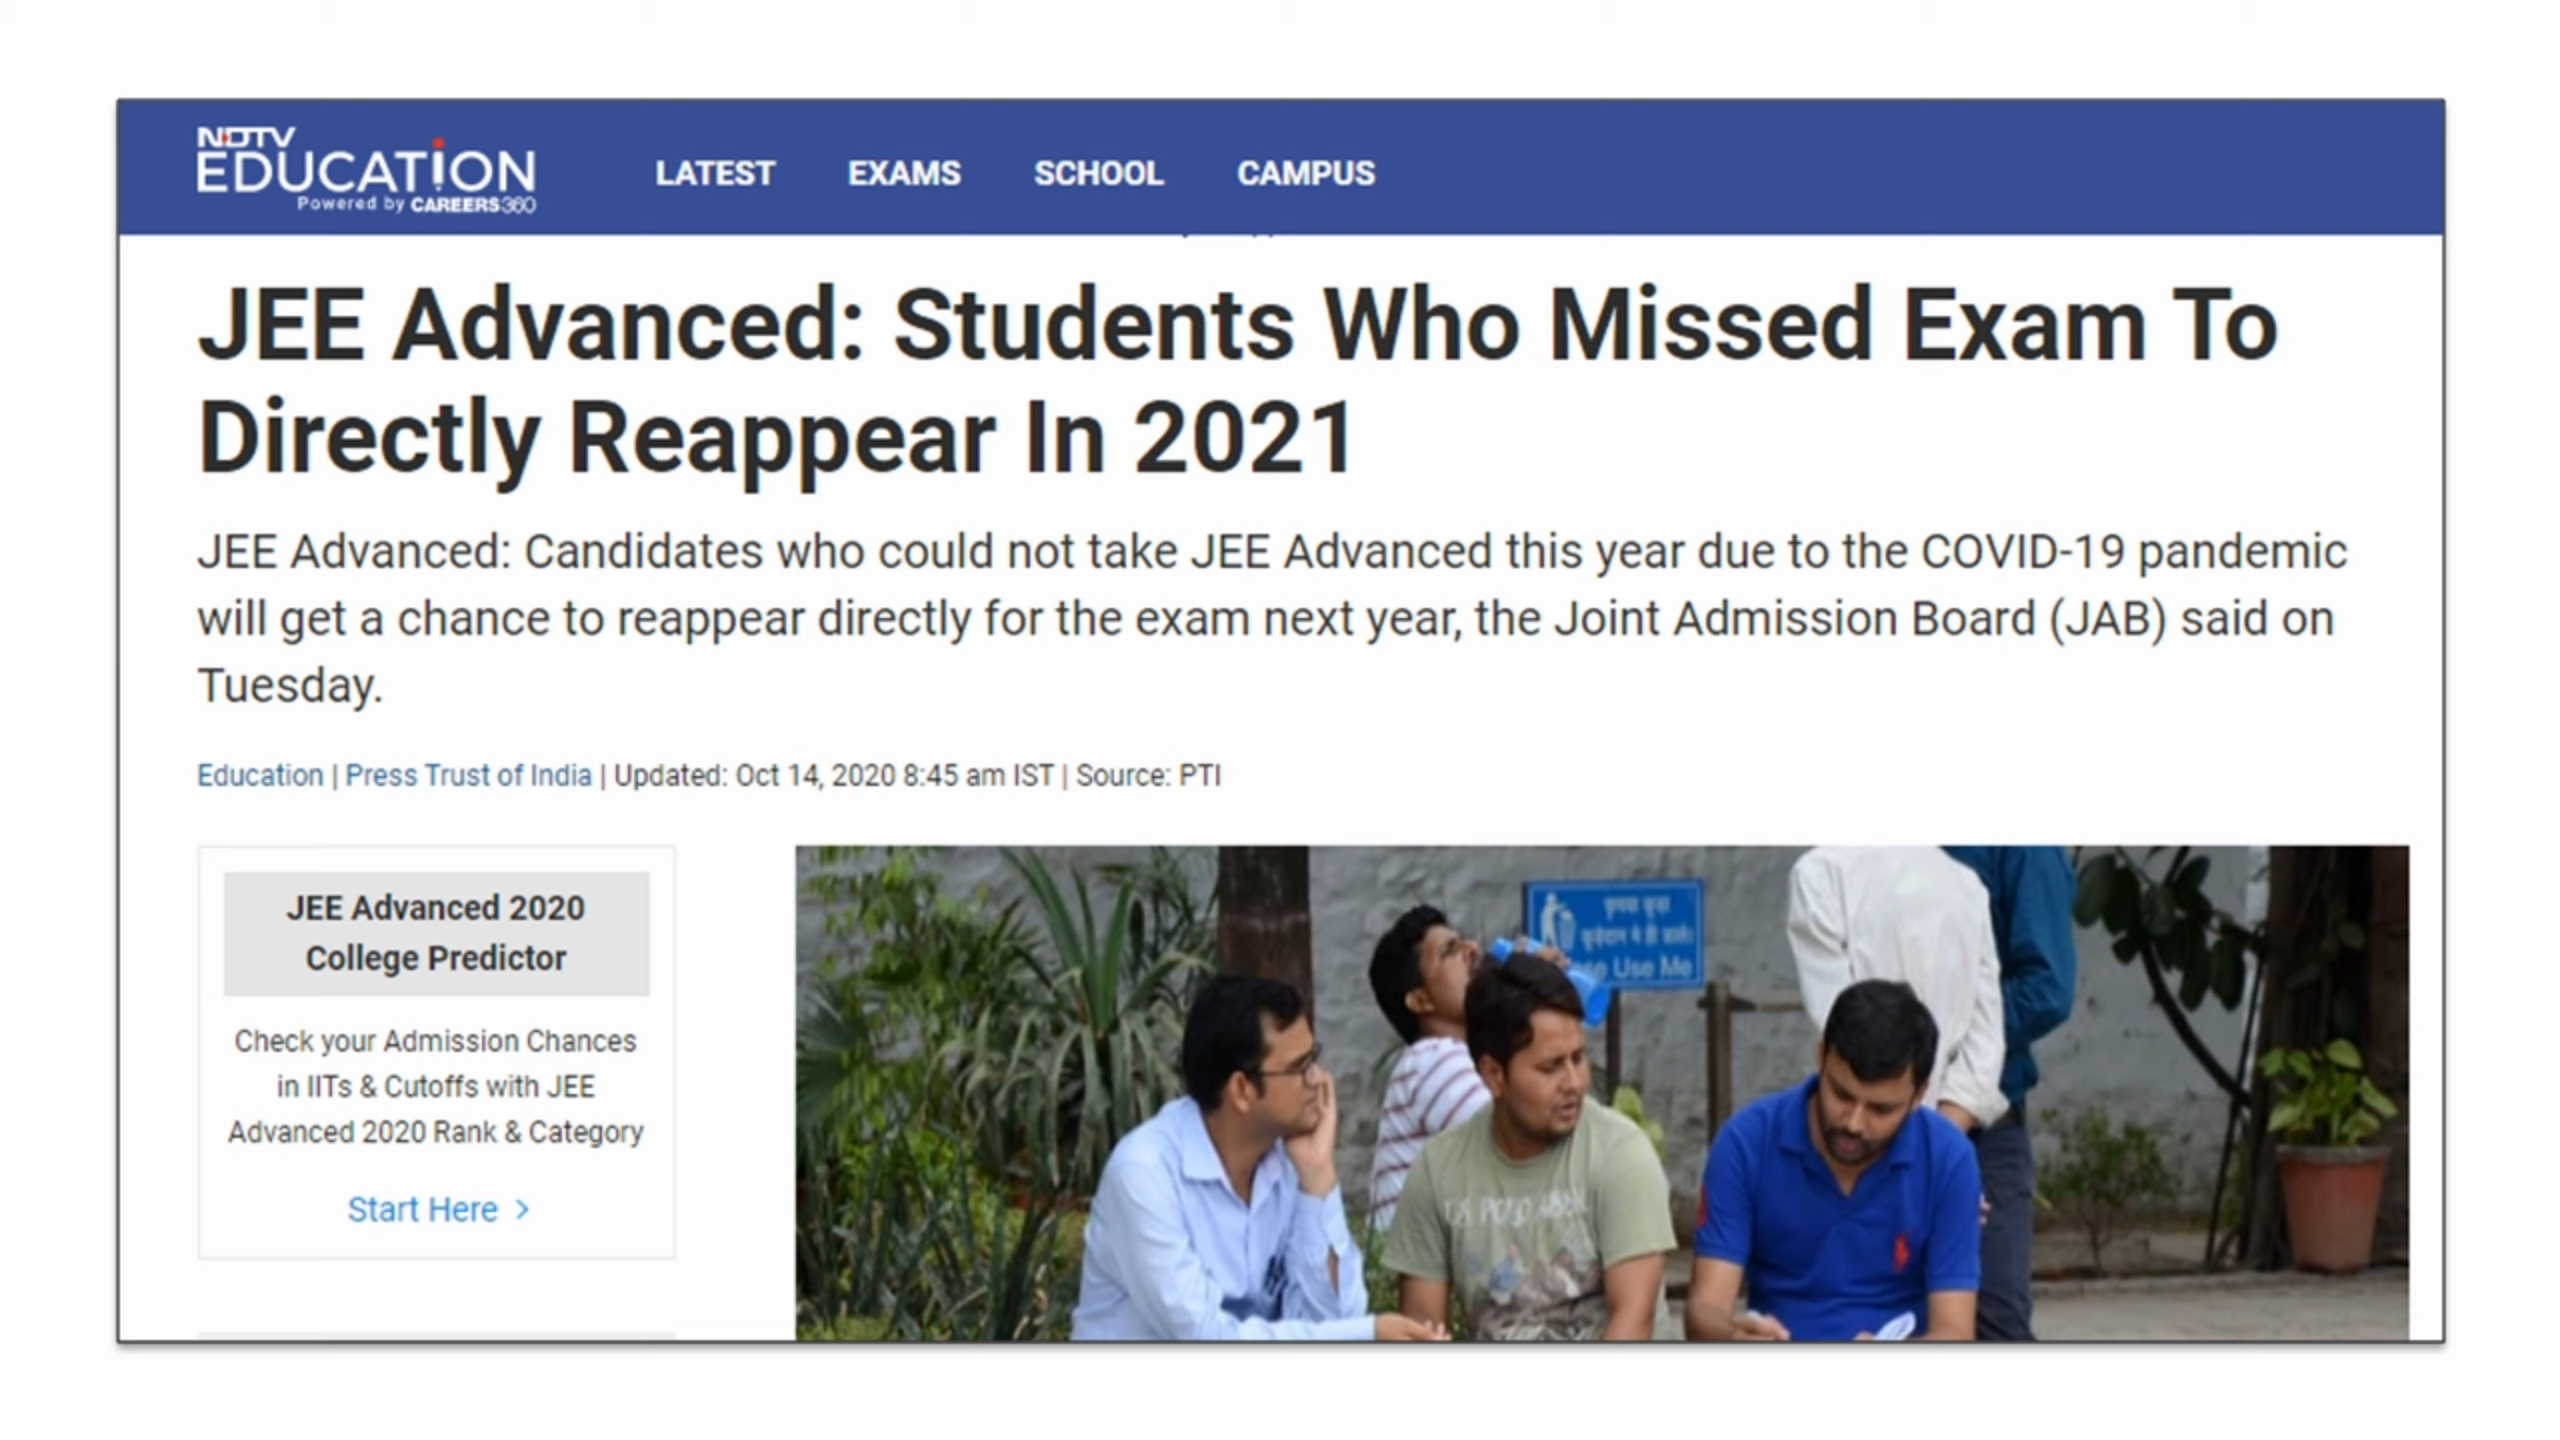 NDTV
EDUCATION
Powered by CAREERS360
LATEST EXAMS SCHOOL CAMPUS
JEE Advanced: Students Who Missed Exam To
Directly Reappear In 2021
JEE Advanced: Candidates who could not take JEE Advanced this year due to the COVID-19 pandemic
will get a chance to reappear directly for the exam next year, the Joint Admission Board (JAB) said on
Tuesday.
Education | Press Trust of India | Updated: Oct 14, 2020 8:45 am IST | Source: PTI
JEE Advanced 2020
College Predictor
Check your Admission Chances
in IITs & Cutoffs with JEE
Advanced 2020 Rank & Category
Start Here >
Use Me